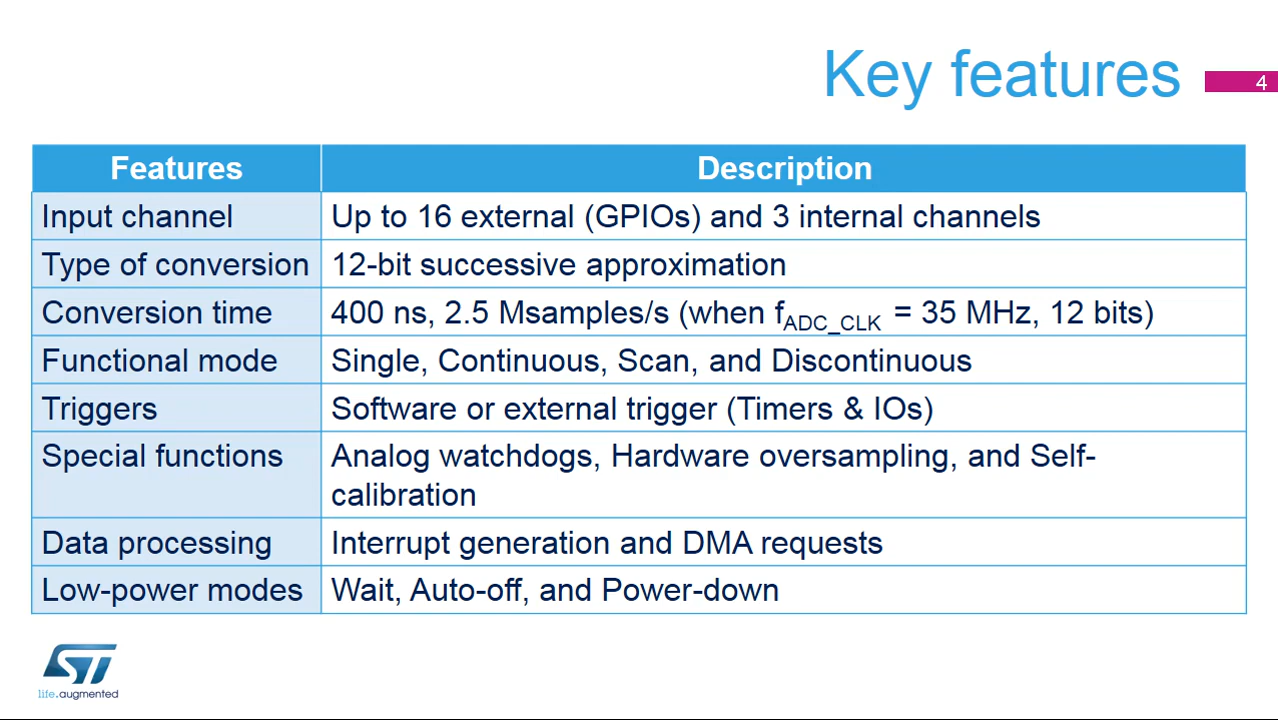 Key features
4
Features Description
Input channel Up to 16 external (GPIOs) and 3 internal channels
Type of conversion 12-bit successive approximation
Conversion time 400 ns, 2.5 Msamples/s (when fADC_CLK = 35 MHz, 12 bits)
Functional mode Single, Continuous, Scan, and Discontinuous
Triggers Software or external trigger (Timers & IOs)
Special functions Analog watchdogs, Hardware oversampling, and Self-
calibration
Data processing Interrupt generation and DMA requests
Low-power modes Wait, Auto-off, and Power-down
ST
life.augmented